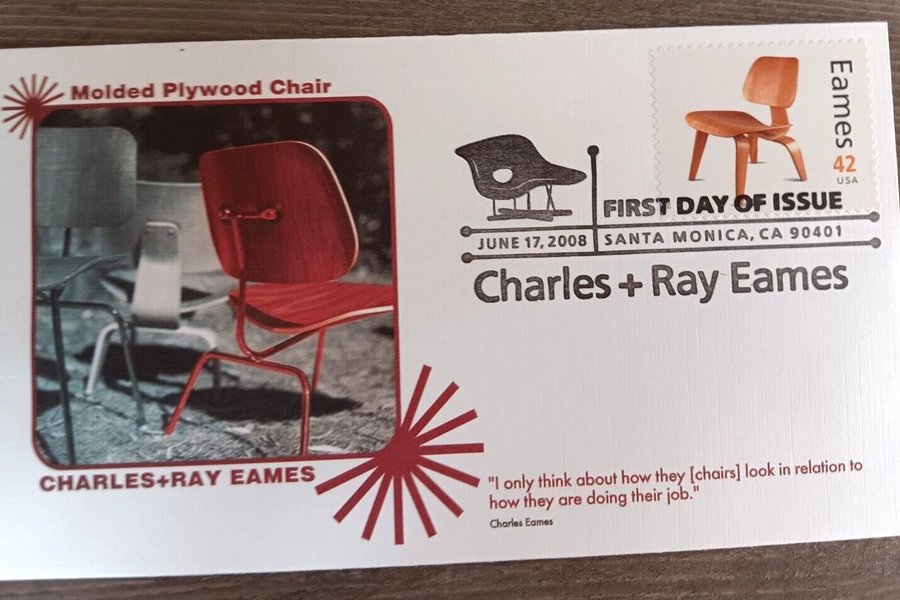 Molded Plywood Chair
CHARLES+RAY EAMES
Eames
42
USA
FIRST DAY OF ISSUE
JUNE 17, 2008
SANTA MONICA, CA 90401
Charles + Ray Eames
"I only think about how they [chairs] look in relation to
how they are doing their job."
Charles Eames